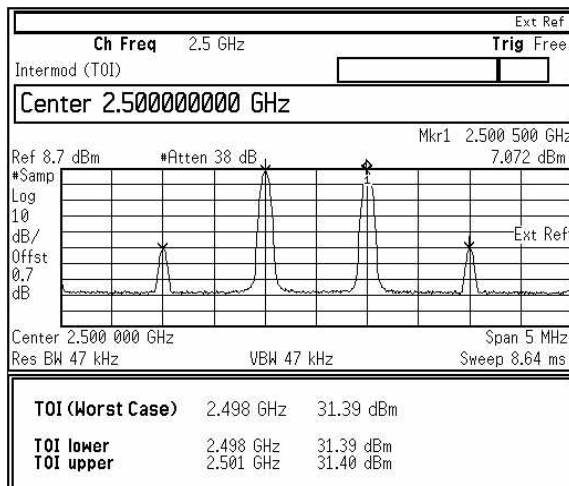 Ext Ref
Ch Freq 2.5 GHz Trig Free
Intermod (TOI)
Center 2.500000000 GHz
Mkr1 2.500 500 GHz
Ref 8.7 dBm #Atten 38 dB 7.072 dBm
#Samp
Log
10
dB/
Offst
0.7
dB
1
Ext Ref
Center 2.500 000 GHz Span 5 MHz
Res BW 47 kHz VBW 47 kHz Sweep 8.64 ms
TOI (Worst Case) 2.498 GHz 31.39 dBm
TOI lower 2.498 GHz 31.39 dBm
TOI upper 2.501 GHz 31.40 dBm